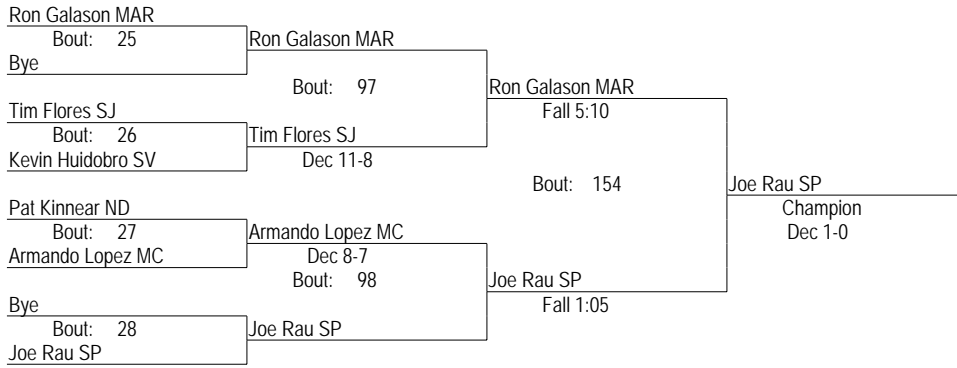 Ron Galason MAR
Bout: 25
Bye
Ron Galason MAR
Bout: 97
Tim Flores SJ
Bout: 26
Kevin Huidobro SV
Tim Flores SJ
Dec 11-8
Ron Galason MAR
Fall 5:10
Bout: 154
Pat Kinnear ND
Bout: 27
Armando Lopez MC
Armando Lopez MC
Dec 8-7
Bout: 98
Bye
Bout: 28
Joe Rau SP
Joe Rau SP
Joe Rau SP
Fall 1:05
Joe Rau SP
Champion
Dec 1-0